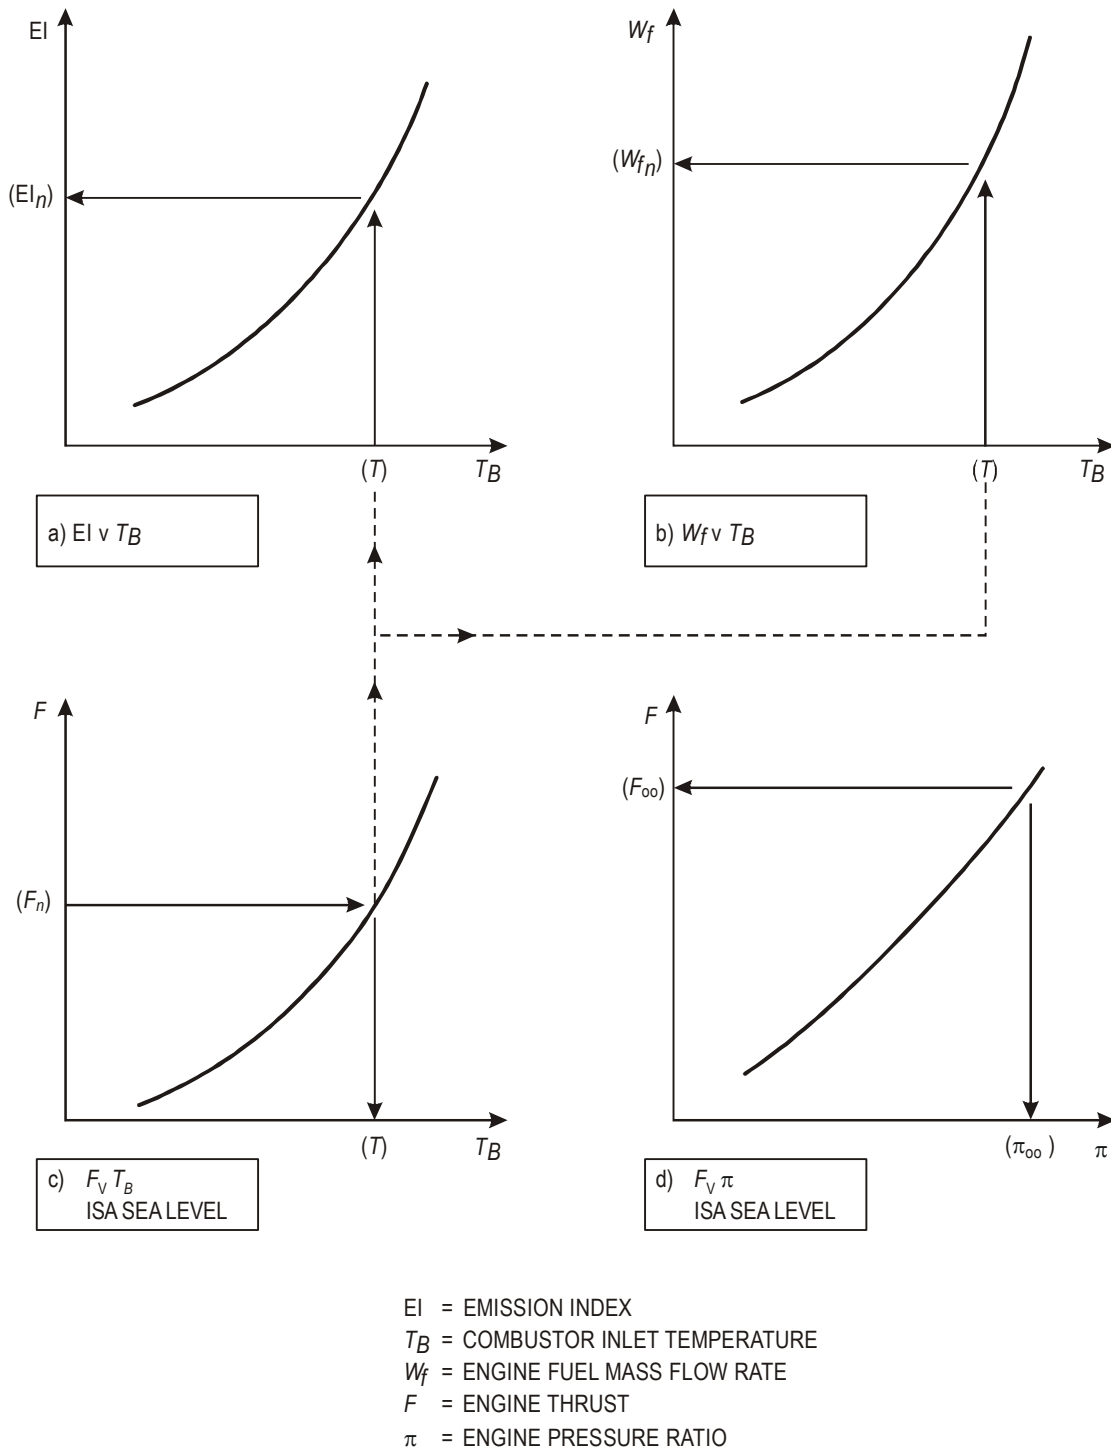 EI
(EIn)
(T)
TB
a) EI v TB
Wf
(Wfn)
(T)
TB
b) Wf v TB
F
(Fn)
(T)
TB
c) Fv TB
ISA SEA LEVEL
F
(Foo)
(πoo )
π
d) Fv π
ISA SEA LEVEL
EI = EMISSION INDEX
TB = COMBUSTOR INLET TEMPERATURE
Wf = ENGINE FUEL MASS FLOW RATE
F = ENGINE THRUST
π = ENGINE PRESSURE RATIO